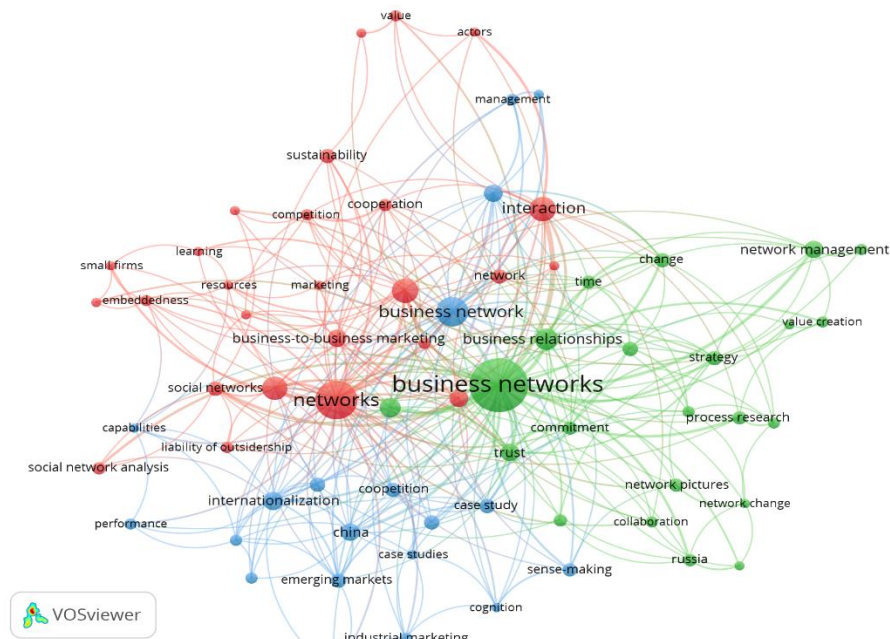 value
actors
management
sustainability
cooperation
competition
interaction
learning
small firms
network management
change
network
time
resources
marketing
embeddedness
business network
value creation
business-to-business marketing
business relationships
strategy
business networks
social networks
networks
process research
capabilities
commitment
liability of outsidership
trust
social network analysis
network pictures
coopetition
internationalization
case study
network change
performance
collaboration
china
case studies
russia
sense-making
emerging markets
cognition
VOSviewer
industrial marketing